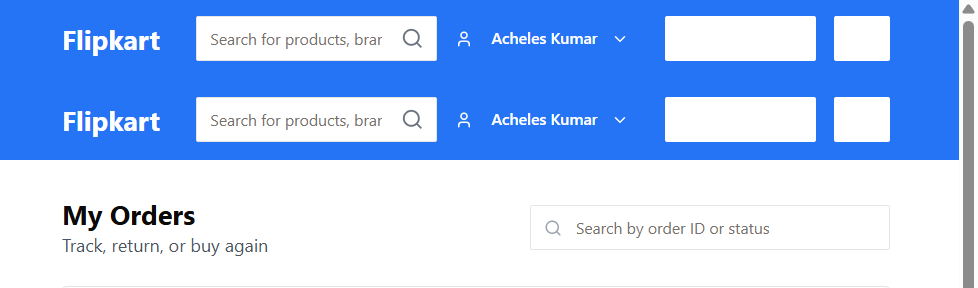 Flipkart Search for products, brar Acheles Kumar
Flipkart Search for products, brar Acheles Kumar
My Orders
Search by order ID or status
Track, return, or buy again